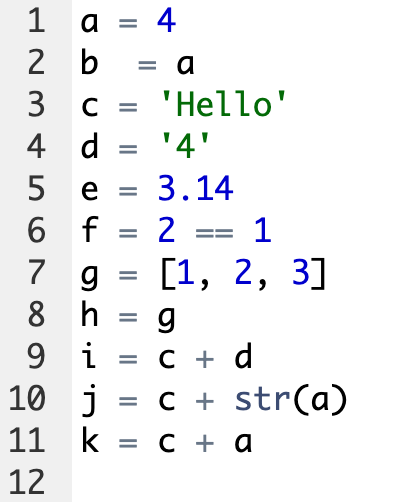 1 a = 4
2 b  = a
3 c = 'Hello'
4 d = '4'
5 e = 3.14
6 f = 2 == 1
7 g = [1, 2, 3]
8 h = g
9 i = c + d
10 j = c + str(a)
11 k = c + a
12